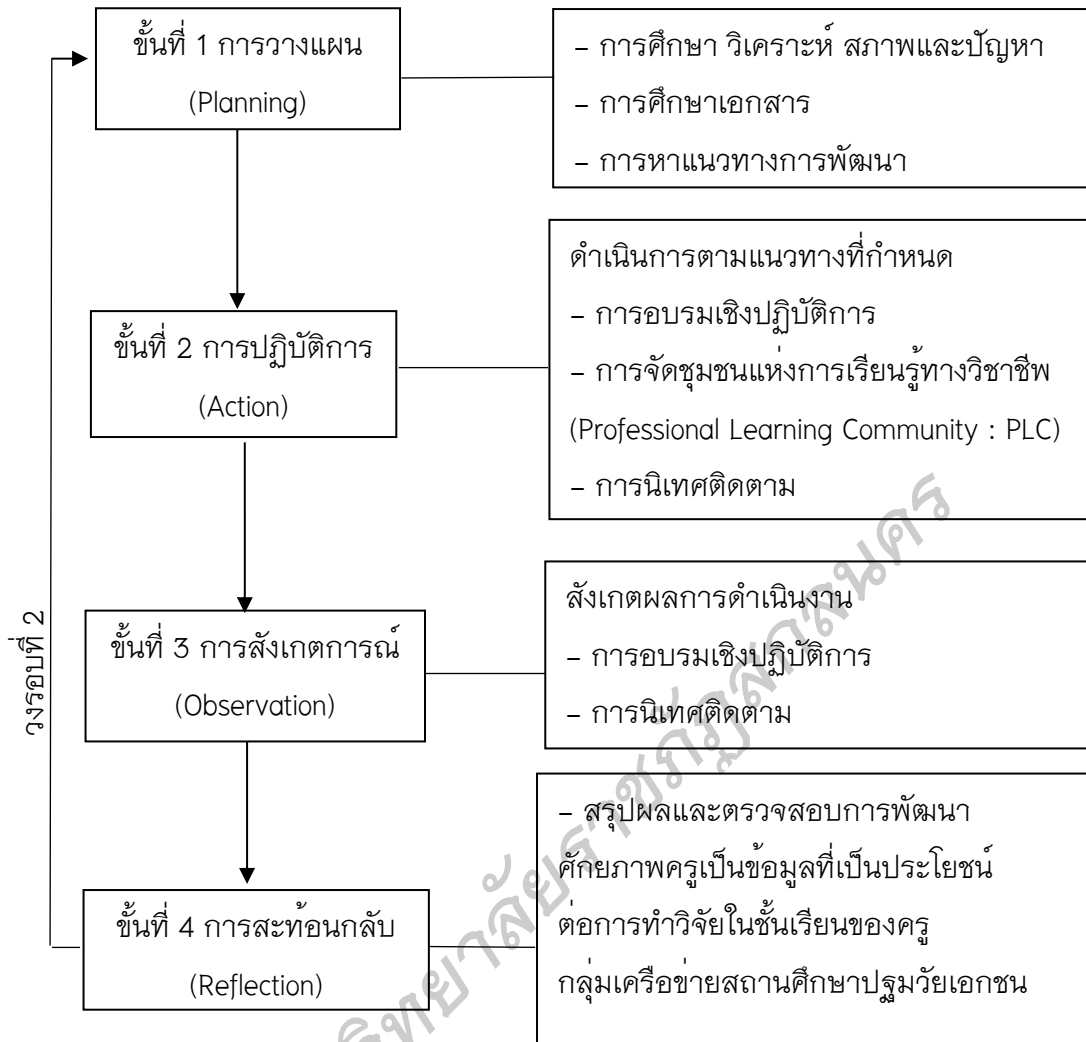 ขั้นที่ 1 การวางแผน
(Planning)
– การศึกษา วิเคราะห์ สภาพและปัญหา
– การศึกษาเอกสาร
– การหาแนวทางการพัฒนา
ขั้นที่ 2 การปฏิบัติการ
(Action)
ดำเนินการตามแนวทางที่กำหนด
– การอบรมเชิงปฏิบัติการ
– การจัดชุมชนแห่งการเรียนรู้ทางวิชาชีพ
(Professional Learning Community : PLC)
– การนิเทศติดตาม
วงรอบที่ 2
ขั้นที่ 3 การสังเกตการณ์
(Observation)
สังเกตผลการดำเนินงาน
– การอบรมเชิงปฏิบัติการ
– การนิเทศติดตาม
ขั้นที่ 4 การสะท้อนกลับ
(Reflection)
– สรุปผลและตรวจสอบการพัฒนา
ศักยภาพครูเป็นข้อมูลที่เป็นประโยชน์
ต่อการทำวิจัยในชั้นเรียนของครู
กลุ่มเครือข่ายสถานศึกษาปฐมวัยเอกชน
วิทยาลัยราชภัฏสกลนคร